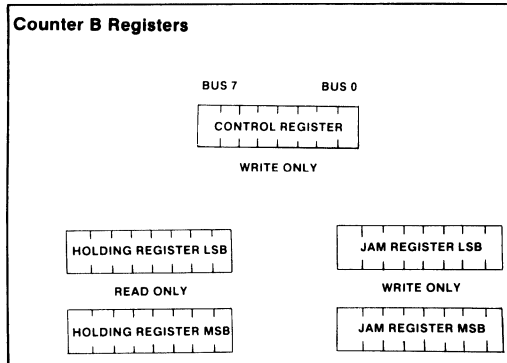 Counter B Registers
BUS 7 BUS 0
CONTROL REGISTER
WRITE ONLY
HOLDING REGISTER LSB JAM REGISTER LSB
READ ONLY WRITE ONLY
HOLDING REGISTER MSB JAM REGISTER MSB